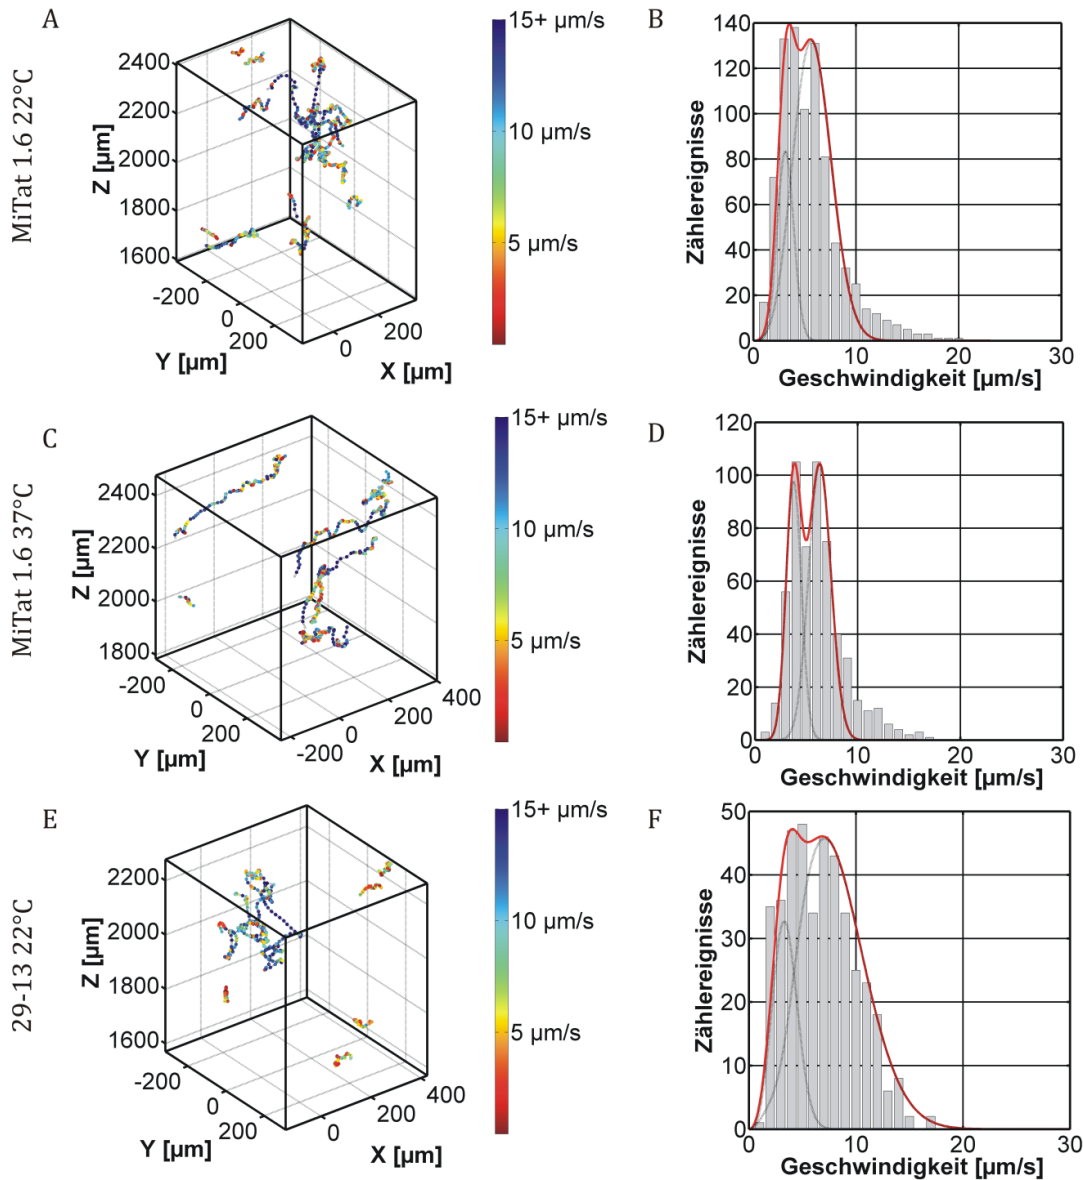 A
MiTat 1.6 22°C
2400
2200
2000
1800
1600
Z [µm]
-200
0
200
Y [µm]
0
200
X [µm]
15+ µm/s
10 µm/s
5 µm/s
B
140
120
100
80
60
40
20
0
Zählereignisse
0
10
20
30
Geschwindigkeit [µm/s]
C
MiTat 1.6 37°C
2400
2200
2000
1800
Z [µm]
-200
0
200
Y [µm]
-200
0
200
400
X [µm]
15+ µm/s
10 µm/s
5 µm/s
D
120
100
80
60
40
20
0
Zählereignisse
0
10
20
30
Geschwindigkeit [µm/s]
E
29-13 22°C
2200
2000
1800
1600
Z [µm]
-200
0
200
Y [µm]
0
200
400
X [µm]
15+ µm/s
10 µm/s
5 µm/s
F
50
40
30
20
10
0
Zählereignisse
0
10
20
30
Geschwindigkeit [µm/s]